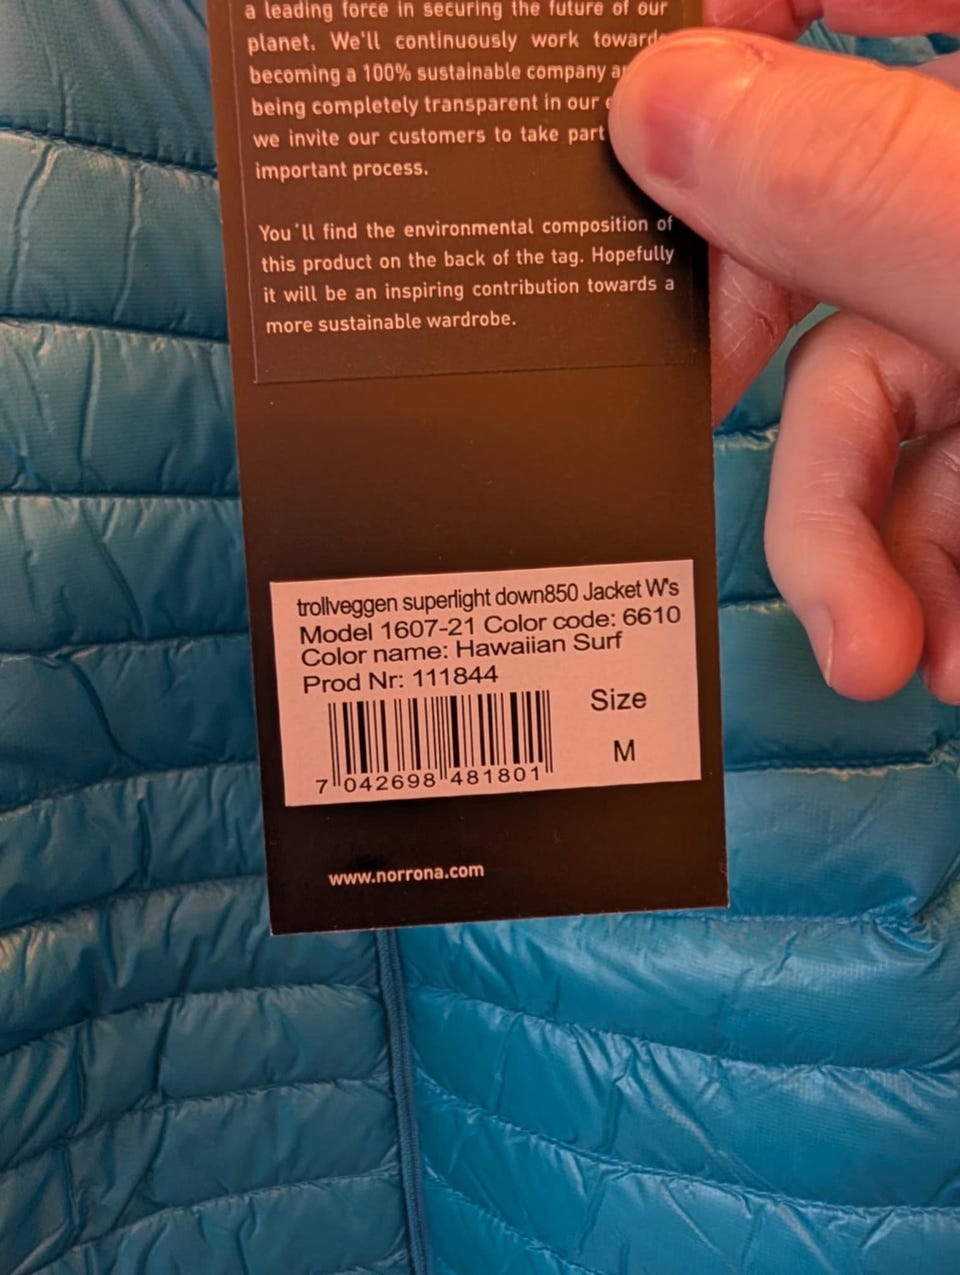 a leading force in securing the future of our
planet. We'll continuously work towards
becoming a 100% sustainable company
being completely transparent in our
we invite our customers to take part
important process.
You'll find the environmental composition of
this product on the back of the tag. Hopefully
it will be an inspiring contribution towards a
more sustainable wardrobe.
trollveggen superlight down850 Jacket W's
Model 1607-21 Color code: 6610
Color name: Hawaiian Surf
Prod Nr: 111844
Size
M
7 042698 481801
www.norrona.com